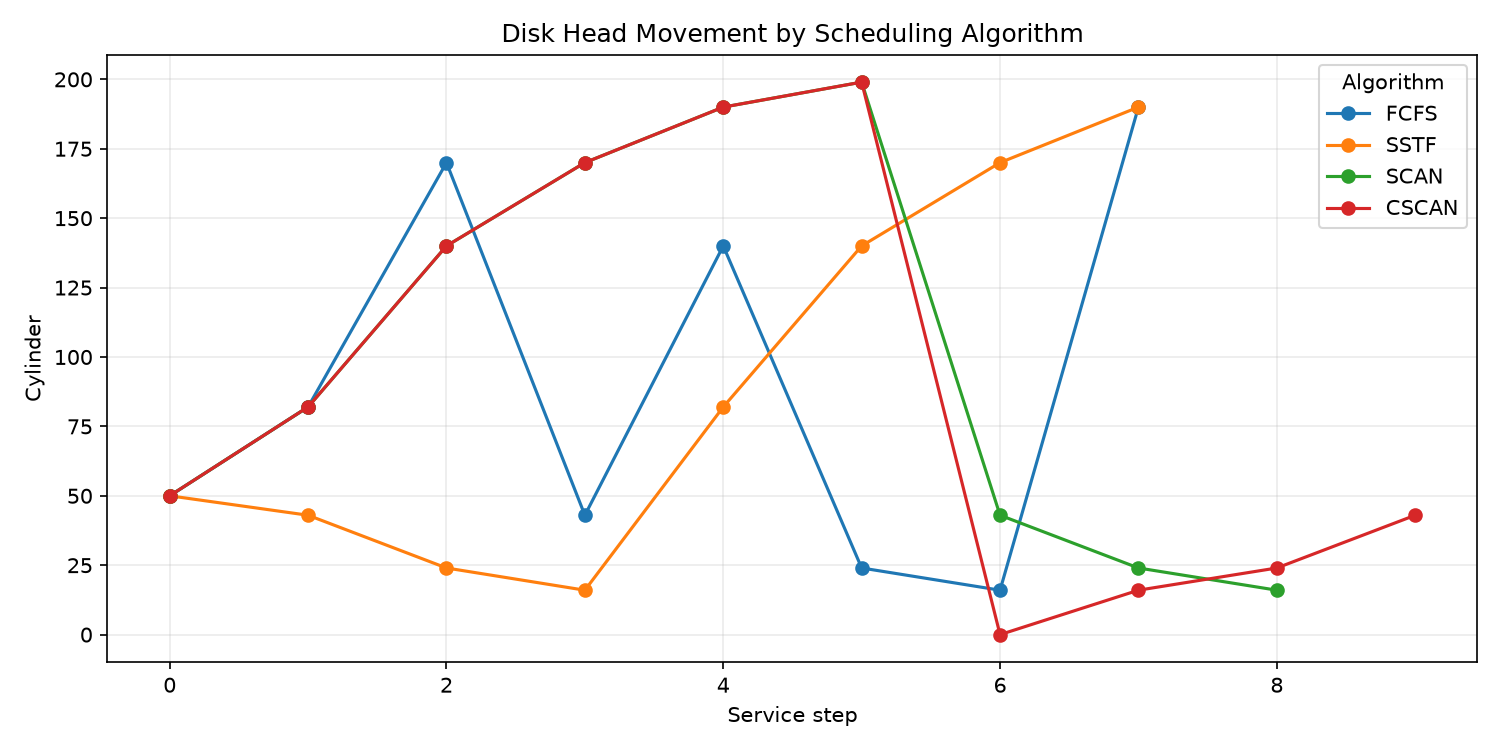 Disk Head Movement by Scheduling Algorithm
Algorithm
FCFS
SSTF
SCAN
CSCAN
Cylinder
200
175
150
125
100
75
50
25
0
0 2 4 6 8
Service step